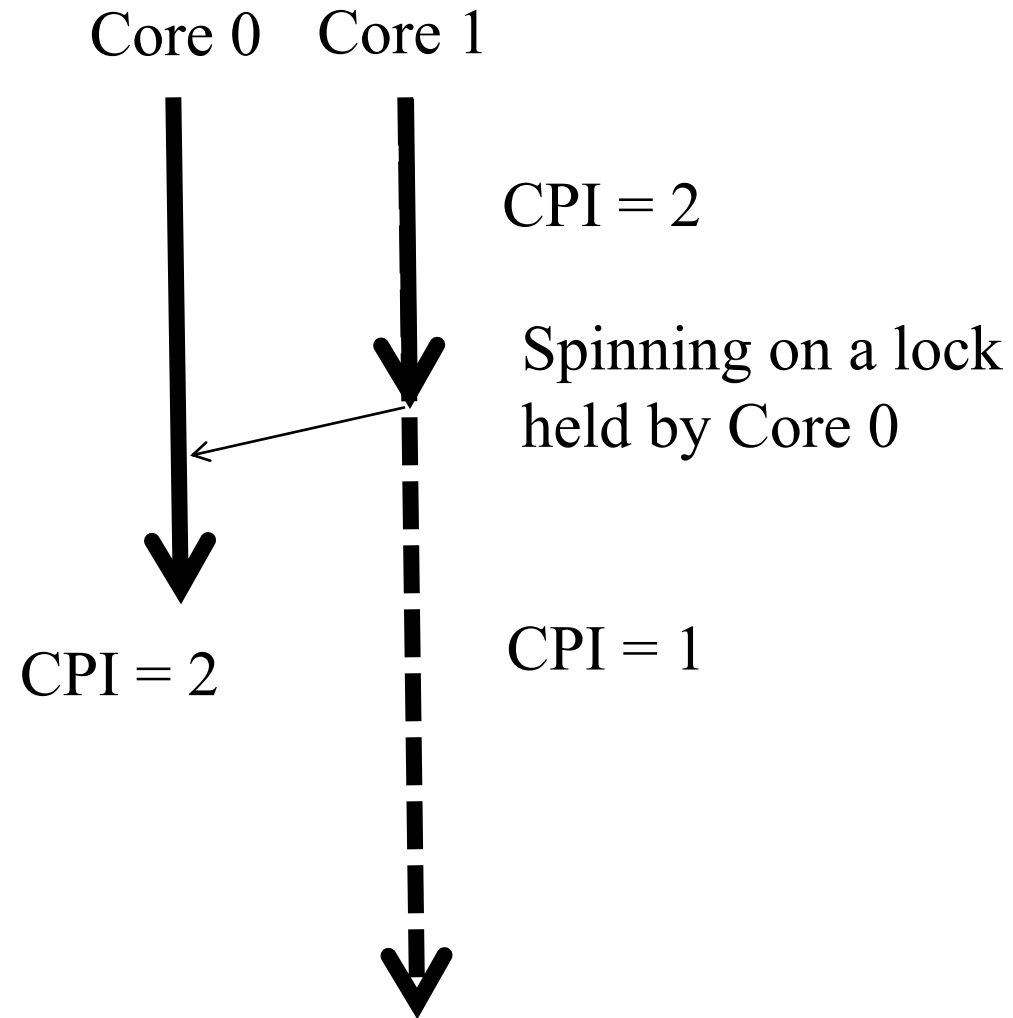 Core 0
Core 1
CPI = 2
Spinning on a lock
held by Core 0
CPI = 2
CPI = 1